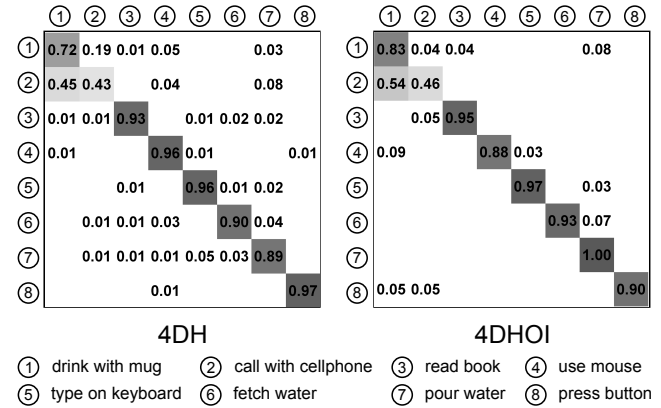 ① ② ③ ④ ⑤ ⑥ ⑦ ⑧ ① ② ③ ④ ⑤ ⑥ ⑦ ⑧
① 0.72 0.19 0.01 0.05 0.03 ① 0.83 0.04 0.04 0.08
② 0.45 0.43 0.04 0.08 ② 0.54 0.46
③ 0.01 0.01 0.93 0.01 0.02 0.02 ③ 0.05 0.95
④ 0.01 0.96 0.01 0.01 ④ 0.09 0.88 0.03
⑤ 0.01 0.96 0.01 0.02 ⑤ 0.97 0.03
⑥ 0.01 0.01 0.03 0.90 0.04 ⑥ 0.93 0.07
⑦ 0.01 0.01 0.01 0.05 0.03 0.89 ⑦ 1.00
⑧ 0.01 0.97 ⑧ 0.05 0.05 0.90
4DH 4DHOI
① drink with mug ② call with cellphone ③ read book ④ use mouse
⑤ type on keyboard ⑥ fetch water ⑦ pour water ⑧ press button